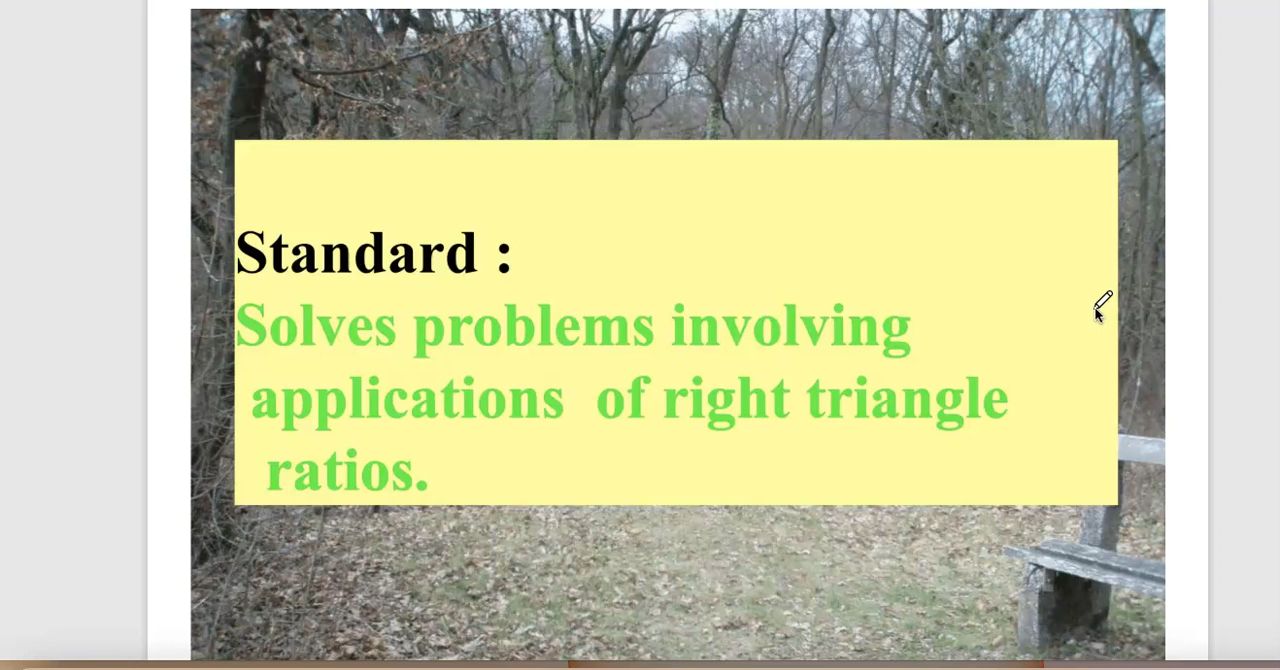 Standard :
Solves problems involving
applications of right triangle
ratios.